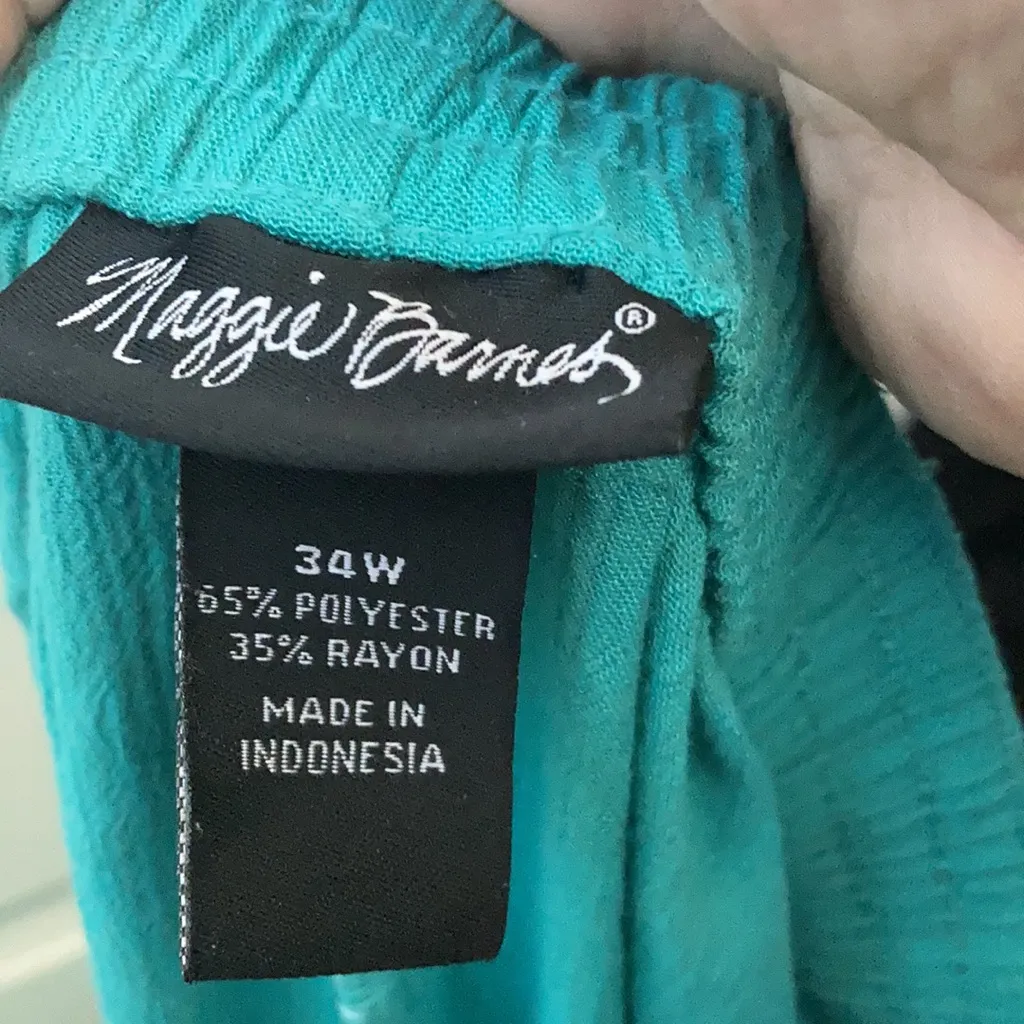 Maggie Barnes®
34W
65% POLYESTER
35% RAYON
MADE IN
INDONESIA